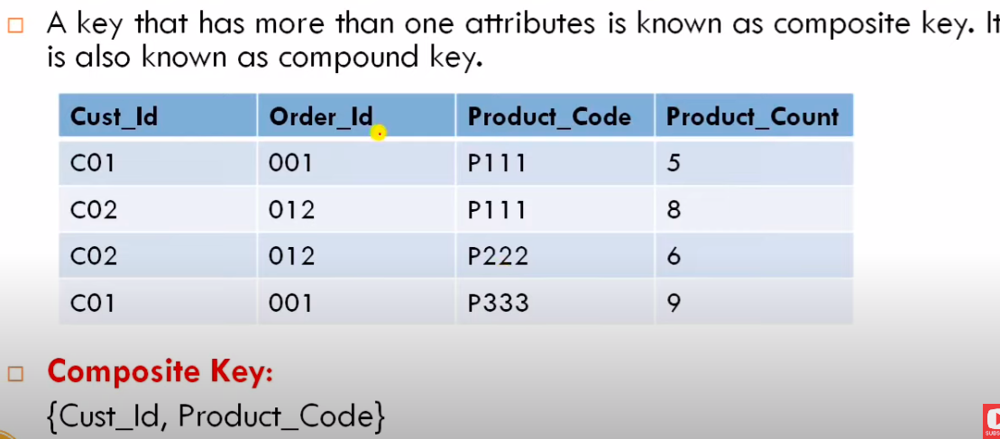 A key that has more than one attributes is known as composite key. It
is also known as compound key.
Cust_Id Order_Id Product_Code Product_Count
C01 001 P111 5
C02 012 P111 8
C02 012 P222 6
C01 001 P333 9
Composite Key:
{Cust_Id, Product_Code}
SUBS